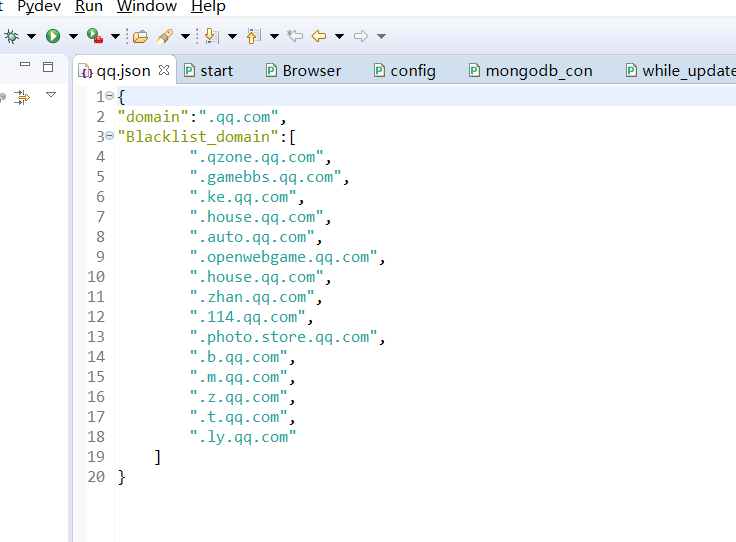 t Pydev Run Window Help
qq.json start Browser config mongodb_con while_update
1 {
2 "domain":".qq.com",
3 "Blacklist_domain":[
4 ".qzone.qq.com",
5 ".gamebbs.qq.com",
6 ".ke.qq.com",
7 ".house.qq.com",
8 ".auto.qq.com",
9 ".openwebgame.qq.com",
10 ".house.qq.com",
11 ".zhan.qq.com",
12 ".114.qq.com",
13 ".photo.store.qq.com",
14 ".b.qq.com",
15 ".m.qq.com",
16 ".z.qq.com",
17 ".t.qq.com",
18 ".ly.qq.com"
19 ]
20 }